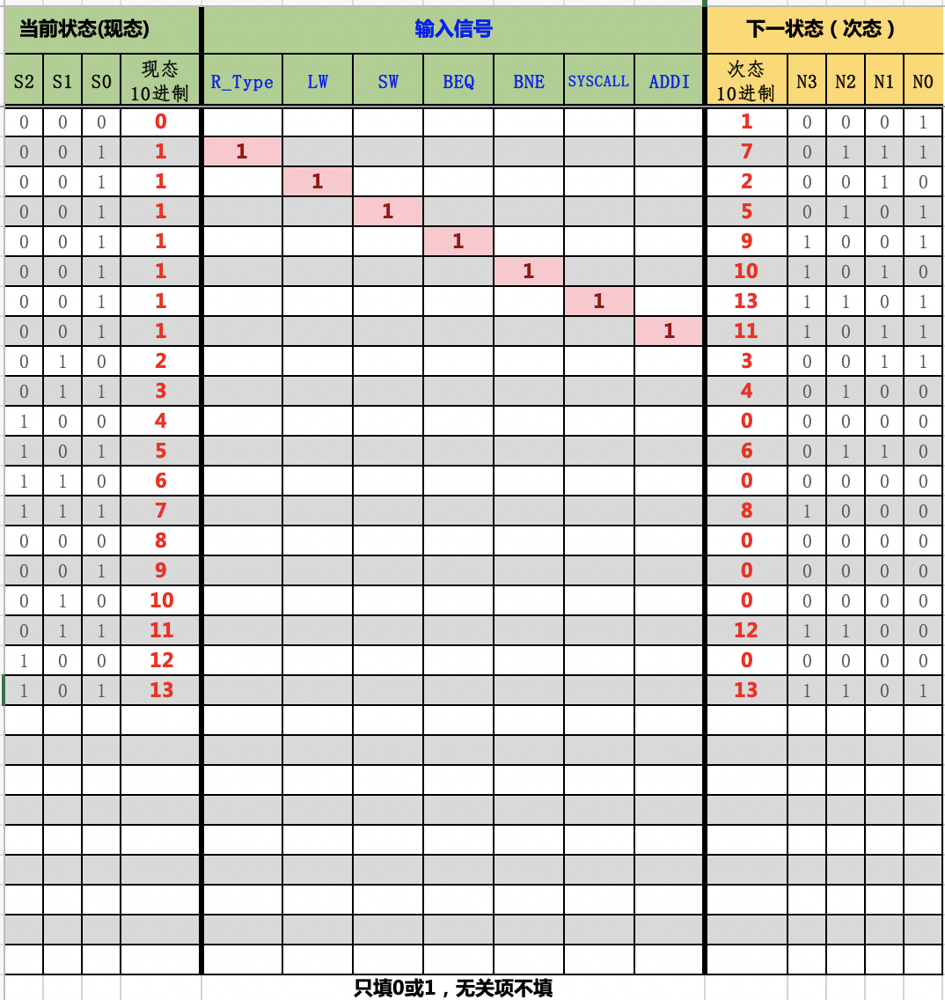 当前状态(现态) 输入信号 下一状态（次态）
S2 S1 S0 现态 10进制 R_Type LW SW BEQ BNE SYSCALL ADDI 次态 10进制 N3 N2 N1 N0
0 0 0 0 1 0 0 0 1
0 0 1 1 1 7 0 1 1 1
0 0 1 1 1 2 0 0 1 0
0 0 1 1 1 5 0 1 0 1
0 0 1 1 1 9 1 0 0 1
0 0 1 1 1 10 1 0 1 0
0 0 1 1 1 13 1 1 0 1
0 0 1 1 1 11 1 0 1 1
0 1 0 2 3 0 0 1 1
0 1 1 3 4 0 1 0 0
1 0 0 4 0 0 0 0 0
1 0 1 5 6 0 1 1 0
1 1 0 6 0 0 0 0 0
1 1 1 7 8 1 0 0 0
0 0 0 8 0 0 0 0 0
0 0 1 9 0 0 0 0 0
0 1 0 10 0 0 0 0 0
0 1 1 11 12 1 1 0 0
1 0 0 12 0 0 0 0 0
1 0 1 13 13 1 1 0 1
只填0或1，无关项不填